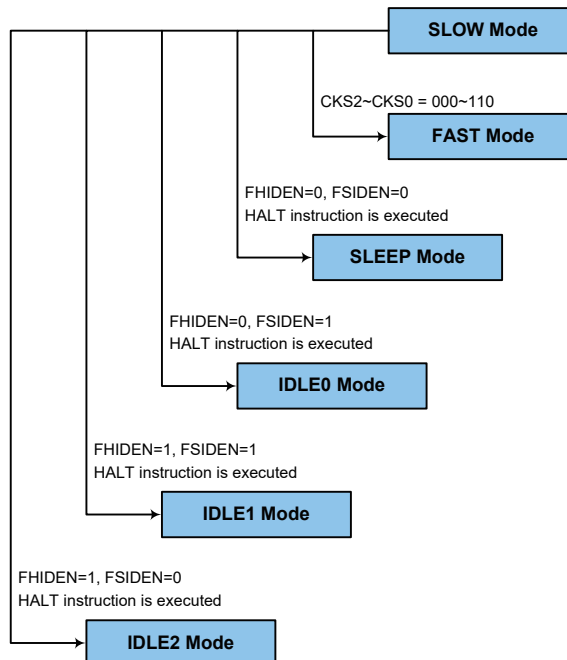 SLOW Mode
CKS2~CKS0 = 000~110
FAST Mode
FHIDEN=0, FSIDEN=0
HALT instruction is executed
SLEEP Mode
FHIDEN=0, FSIDEN=1
HALT instruction is executed
IDLE0 Mode
FHIDEN=1, FSIDEN=1
HALT instruction is executed
IDLE1 Mode
FHIDEN=1, FSIDEN=0
HALT instruction is executed
IDLE2 Mode